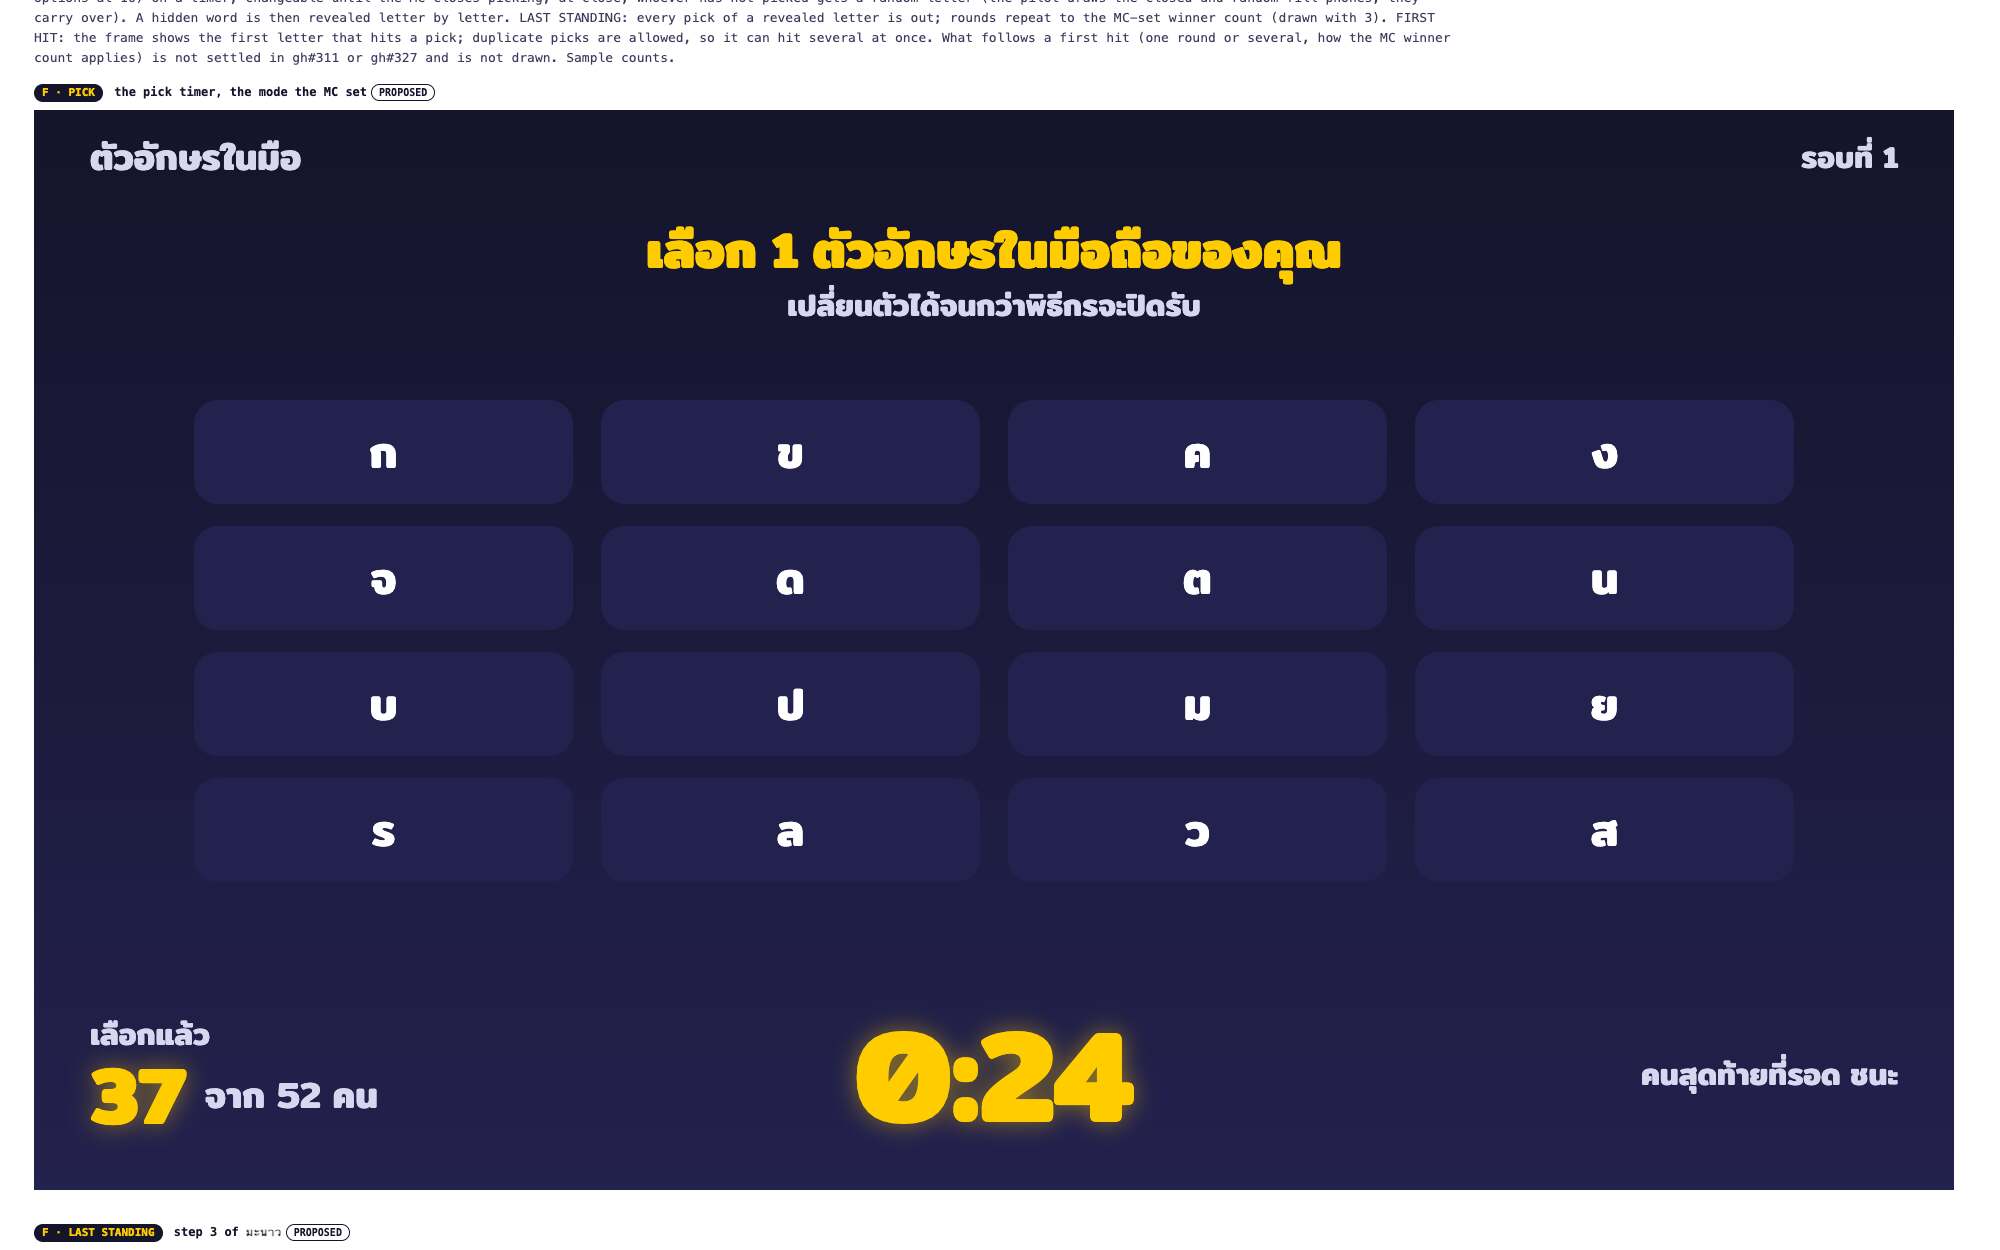 carry over). A hidden word is then revealed letter by letter. LAST STANDING: every pick of a revealed letter is out; rounds repeat to the MC-set winner count (drawn with 3). FIRST
HIT: the frame shows the first letter that hits a pick; duplicate picks are allowed, so it can hit several at once. What follows a first hit (one round or several, how the MC winner
count applies) is not settled in gh#311 or gh#327 and is not drawn. Sample counts.
F · PICK the pick timer, the mode the MC set PROPOSED
ตัวอักษรในมือ
รอบที่ 1
เลือก 1 ตัวอักษรในมือถือของคุณ
เปลี่ยนตัวได้จนกว่าพิธีกรจะปิดรับ
ก ข ค ง
จ ด ต น
บ ป ม ย
ร ล ว ส
เลือกแล้ว
37 จาก 52 คน
0:24
คนสุดท้ายที่รอด ชนะ
F · LAST STANDING step 3 of มะนาว PROPOSED